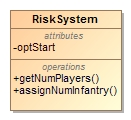 RiskSystem
attributes
-optStart
operations
+getNumPlayers()
+assignNumInfantry()